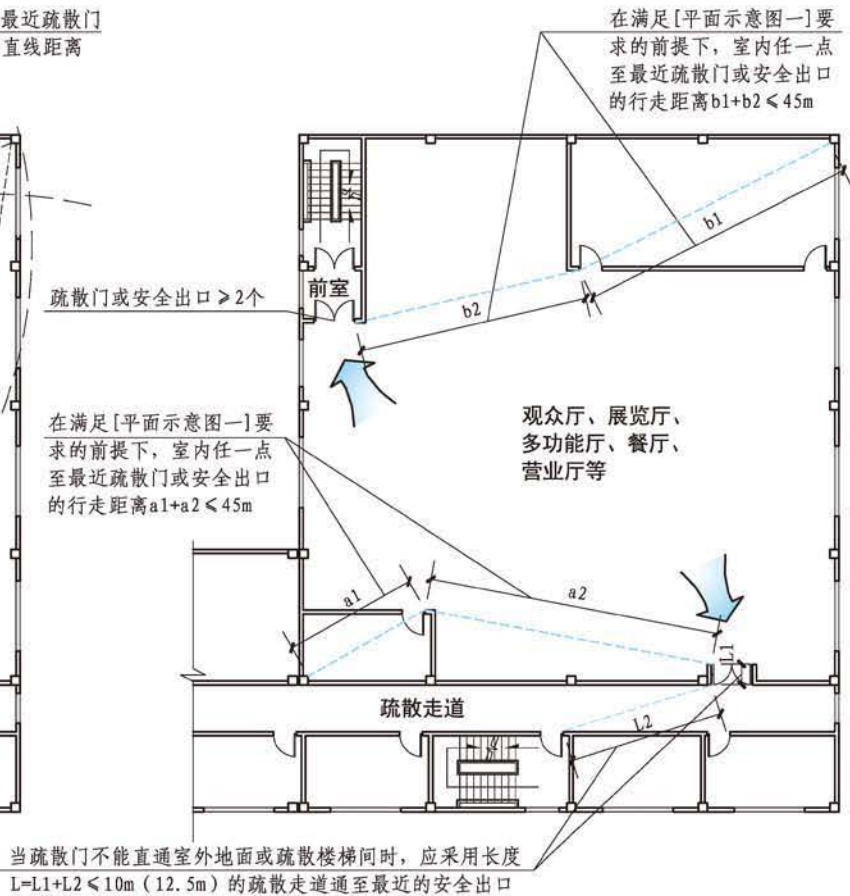 最近疏散门
直线距离
在满足[平面示意图一]要
求的前提下，室内任一点
至最近疏散门或安全出口
的行走距离b1+b2≤45m
b1
疏散门或安全出口≥2个
前室
b2
在满足[平面示意图一]要
求的前提下，室内任一点
至最近疏散门或安全出口
的行走距离a1+a2≤45m
观众厅、展览厅、
多功能厅、餐厅、
营业厅等
a1
a2
L1
疏散走道
L2
当疏散门不能直通室外地面或疏散楼梯间时，应采用长度
L=L1+L2≤10m（12.5m）的疏散走道通至最近的安全出口